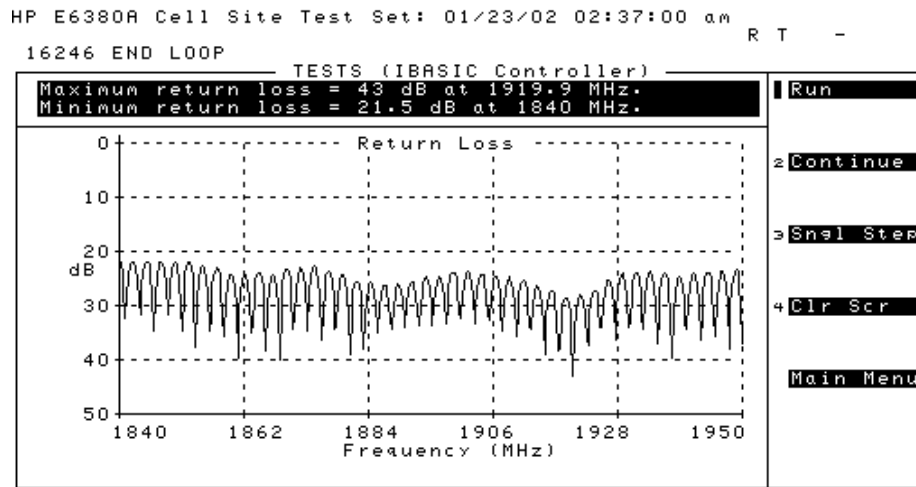 HP E6380A Cell Site Test Set: 01/23/02 02:37:00 am
R T -
16246 END LOOP
TESTS (IBASIC Controller)
Maximum return loss = 43 dB at 1919.9 MHz.
Minimum return loss = 21.5 dB at 1840 MHz.
1 Run
2 Continue
3 Sngl Step
4 Clr Scr
Main Menu
Return Loss
0
10
20
dB
30
40
50
1840 1862 1884 1906 1928 1950
Frequency (MHz)